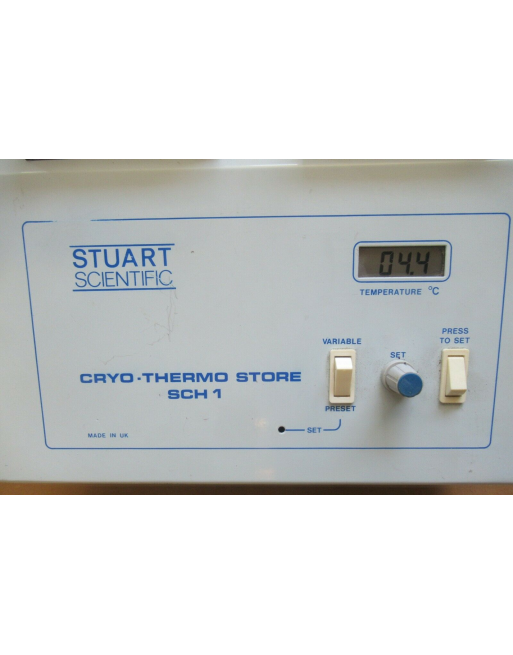 STUART
SCIENTIFIC
04.4
TEMPERATURE °C
PRESS
TO SET
VARIABLE
SET
CRYO-THERMO STORE
SCH 1
PRESET
SET
MADE IN UK